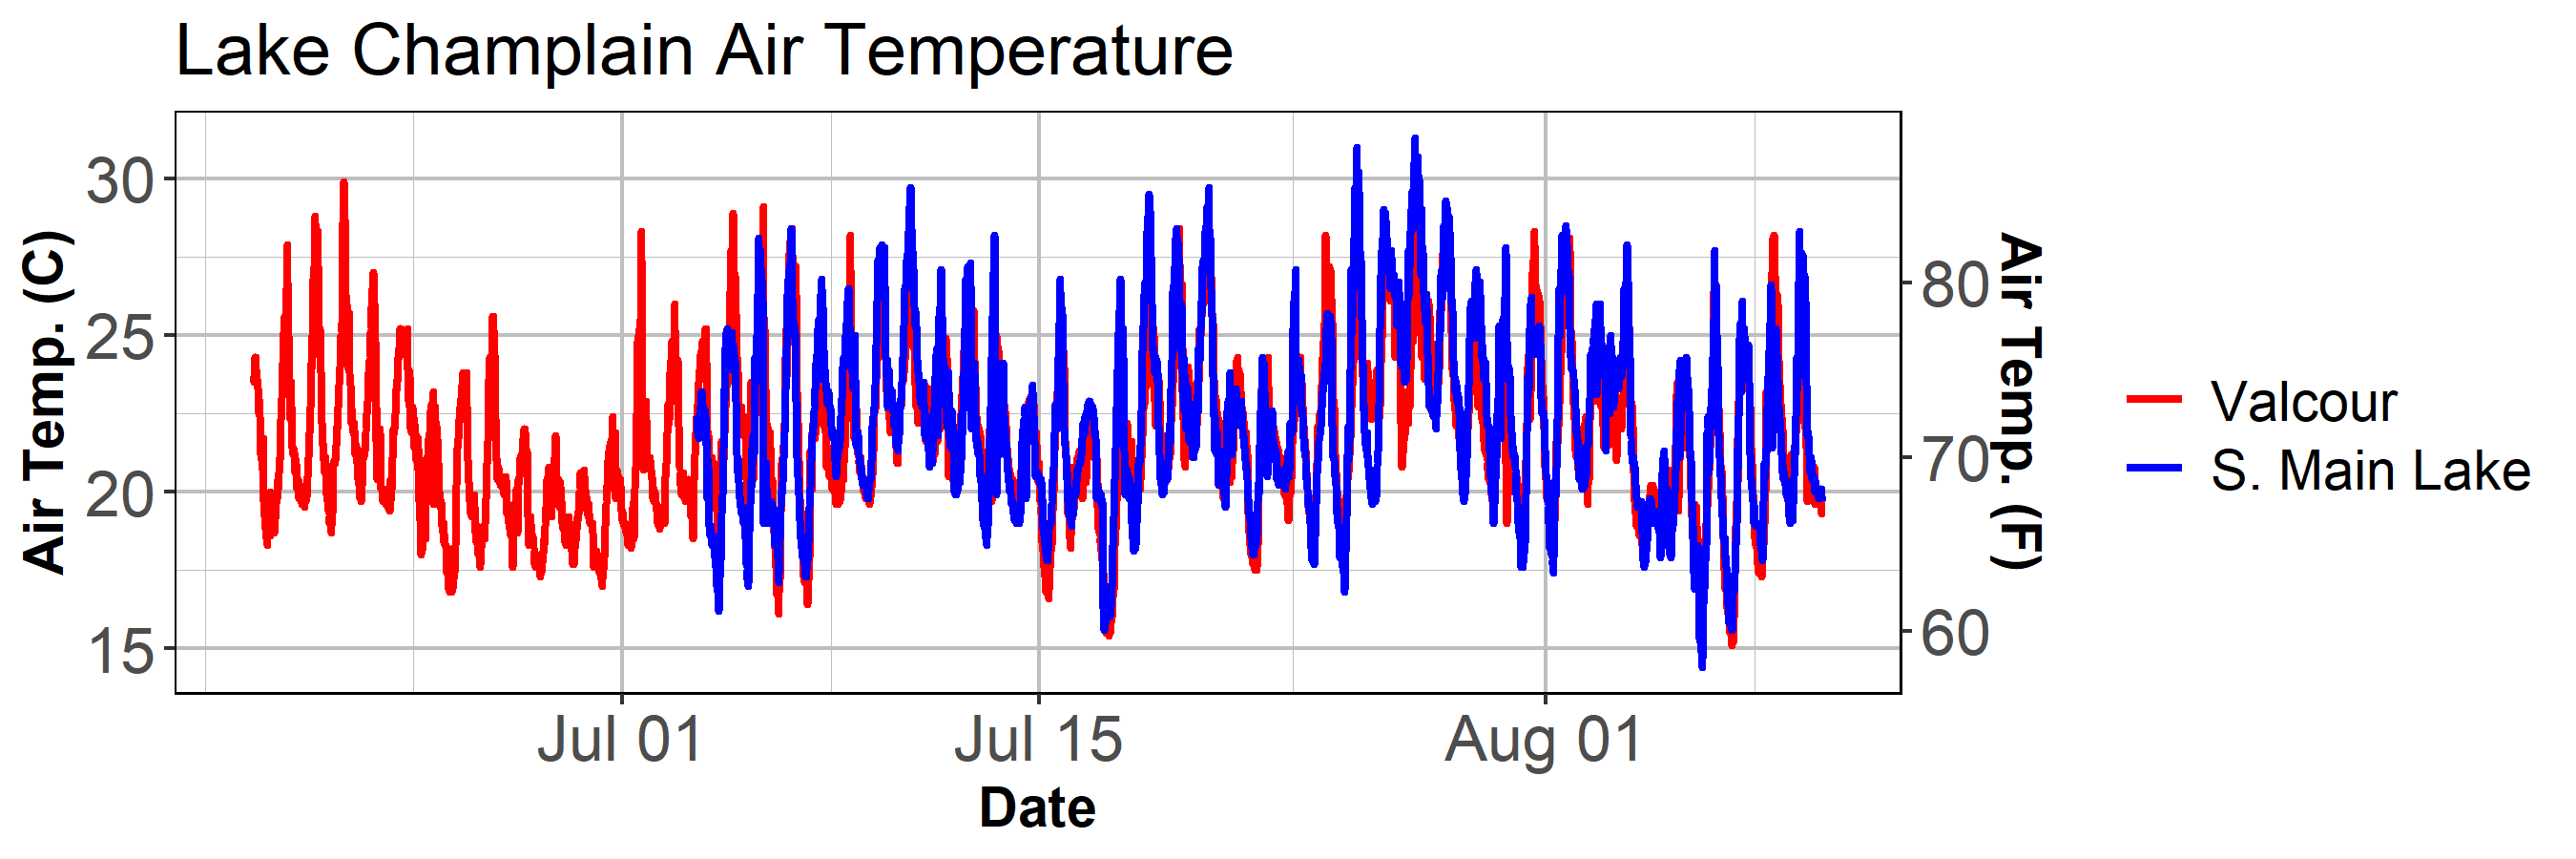 Lake Champlain Air Temperature
Air Temp. (C)
30
25
20
15
80
70
60
Air Temp. (F)
Jul 01
Jul 15
Aug 01
Date
Valcour
S. Main Lake